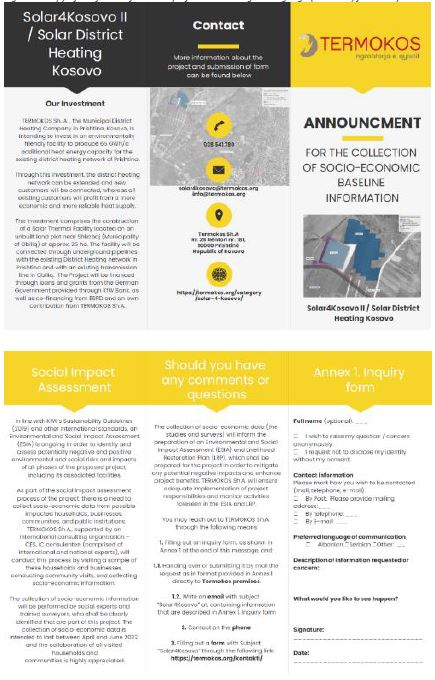 Solar4Kosovo II
/ Solar District
Heating
Kosovo
Our Investment
TERMOKOS Sh.A., The Municipal District
Heating Company in Prishtina, Kosovo, is
intending to invest in an environmentally
friendly facility to produce 65 GWh/a
additional heat energy capacity for the
existing district heating network of Prishtina.
Through this investment, the district heating
network can be extended and new
customers will be connected, whereas all
existing customers will profit from a more
economic and more reliable heat supply.
The investment comprises the construction
of a Solar Thermal Facility located on an
unbuilt land plot near Shkabaj (Municipality
of Obiliq) of approx. 25 ha. The facility will be
connected through underground pipelines
with the existing District Heating network in
Prishtina and with an existing transmission
line in Obiliq. The Project will be financed
through loans and grants from the German
Government provided through KfW Bank, as
well as co-financing from EBRD and an own
contribution from TERMOKOS Sh.A.
Contact
More information about the
project and submission of form
can be found below
038 541 780
solar4kosovo@termokos.org
info@termokos.org
Termokos Sh.A
10000 Prishtinë
Republic of Kosovo
https://termokos.org/category
/solar-4-kosovo/
TERMOKOS
ngrohtorja e qytetit
ANNOUNCMENT
FOR THE COLLECTION
OF SOCIO-ECONOMIC
BASELINE
INFORMATION
Solar4Kosovo II / Solar District
Heating Kosovo
Social Impact
Assessment
In line with KfW's Sustainability Guidelines
(2019) and other international standards, an
Environmental and Social Impact Assessment
(ESIA) is ongoing in order to identify and
assess potentially negative and positive
environmental and social risks and impacts
of all phases of the proposed project,
including its associated facilities.
As part of the social impact assessment
process of the project there is a need to
collect socio-economic data from possible
impacted households, business
communities, and public institutions.
TERMOKOS Sh.A., supported by an
international consulting organisation –
international and national experts), will
conduct this process by visiting a sample of
these households and businesses,
conducting community visits, and collecting
socio-economic information.
The collection of socio-economic information
will be performed by social experts and
trained surveyors, who shall be clearly
identified that are part of this project. The
collection of socio-economic data is
intended to last between April and June 2022
and the collaboration of all visited
households and
communities is highly appreciated.
Should you have
any comments or
questions
The collection of socio-economic data (the
studies and surveys) will inform the
preparation of an Environmental and Social
Impact Assessment (ESIA) and Livelihood
Restoration Plan (LRP), which shall be
prepared for the project in order to mitigate
any potential negative impacts and enhance
project benefits. TERMOKOS Sh.A. will ensure
adequate implementation of project
responsibilities and monitor activities
foreseen in the ESIA and LRP.
You may reach out to TERMOKOS Sh.A.
through the following means:
1. Filling out an inquiry form, as shown in
Annex 1 at the end of this message; and:
1.1. Handing over or submitting it by mail the
request as in format provided in Annex 1
directly to Termokos premises.
1.2. Write an email with subject
"Solar 4Kosovo" at, containing information
that are described in Annex 1. Inquiry form
2. Contact on the phone
3. Filling out a form with Subject
"Solar4Kosovo" through the following link
https://termokos.org/kontakti/
Annex 1. Inquiry
form
Full name (optional): ___
□ I wish to raise my question / concern
anonymously.
□ I request not to disclose my identity
without my consent.
Contact information
Please mark how you wish to be contacted
(mail, telephone, e-mail).
□ By Post: Please provide mailing
address: ___
□ By Telephone: ___
□ By E-mail ___
Preferred language of communication.
□ Albanian □ Serbian □ Other: ___
Description of information requested or
concern:
What would you like to see happen?
Signature:
Date: